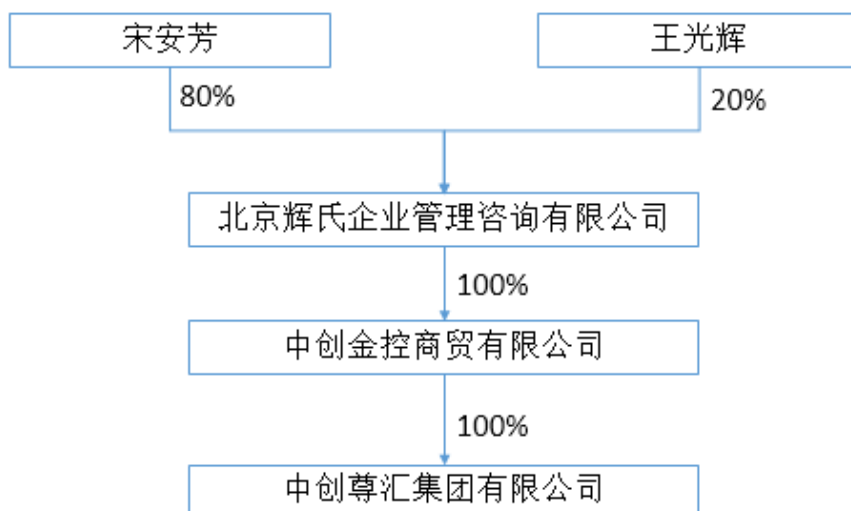 宋安芳
王光辉
80%
20%
北京辉氏企业管理咨询有限公司
100%
中创金控商贸有限公司
100%
中创尊汇集团有限公司